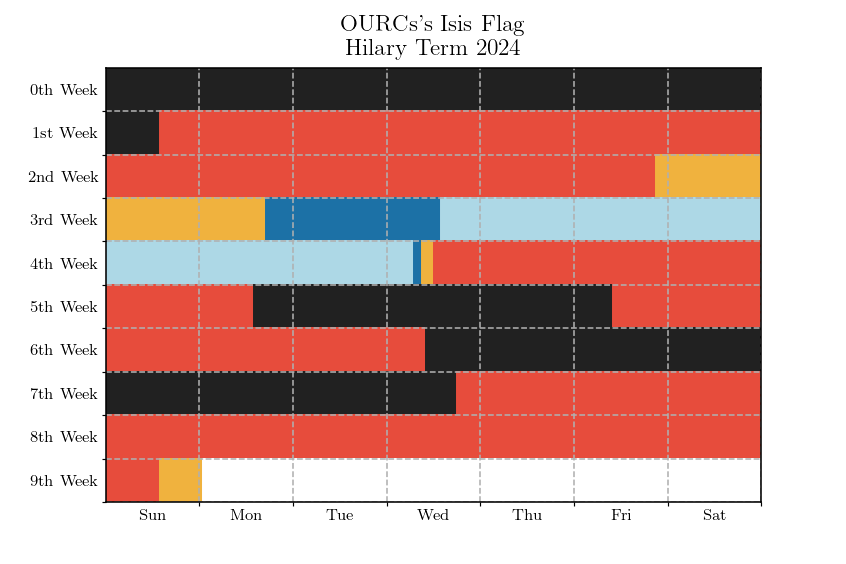 OURCs's Isis Flag
Hilary Term 2024
0th Week
1st Week
2nd Week
3rd Week
4th Week
5th Week
6th Week
7th Week
8th Week
9th Week
Sun Mon Tue Wed Thu Fri Sat